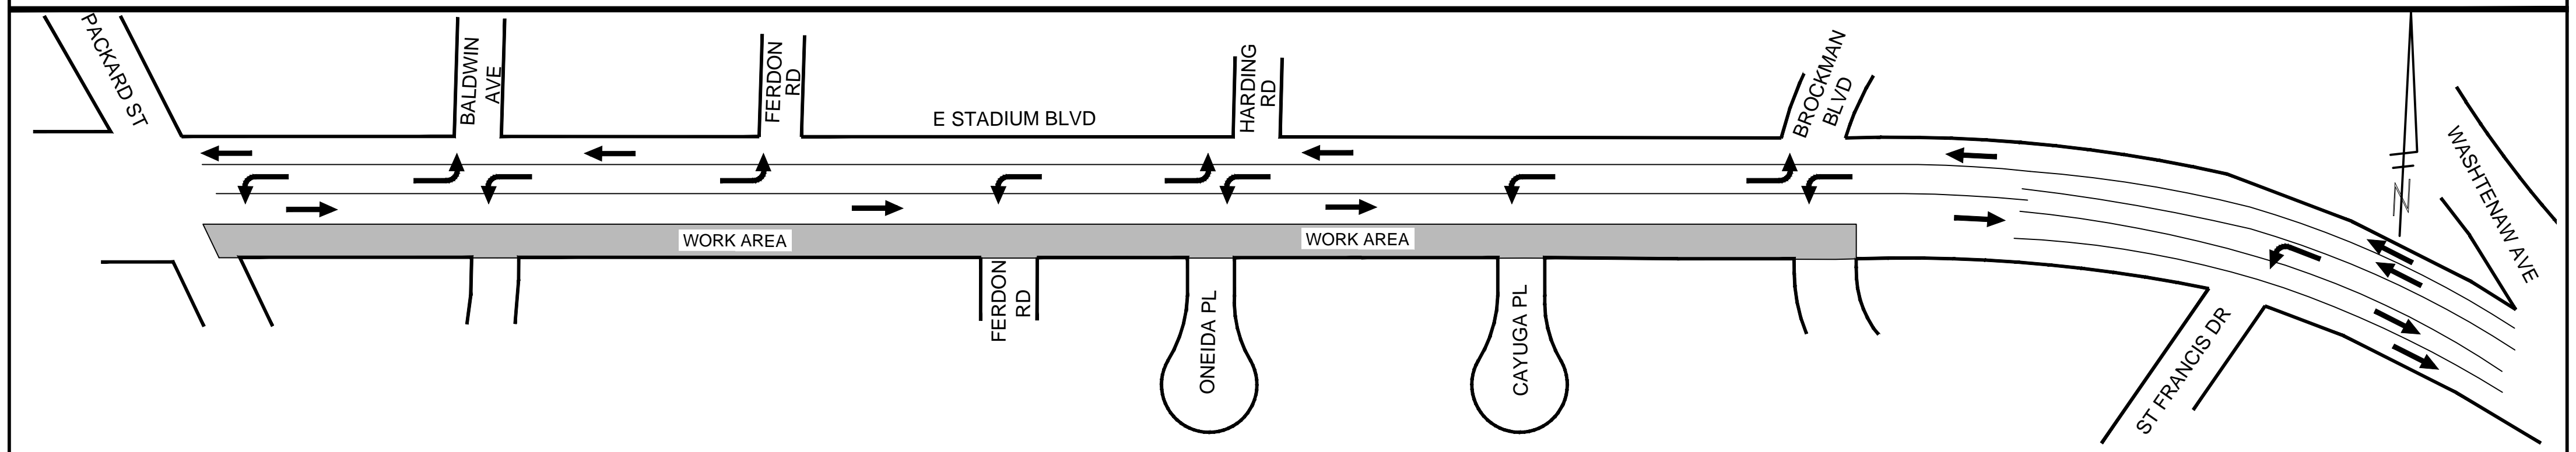 PACKARD ST
BALDWIN
AVE
FERDON
RD
E STADIUM BLVD
HARDING
RD
BROCKMAN
BLVD
N
WASHTENAW AVE
WORK AREA
WORK AREA
FERDON
RD
ONEIDA PL
CAYUGA PL
ST FRANCIS DR